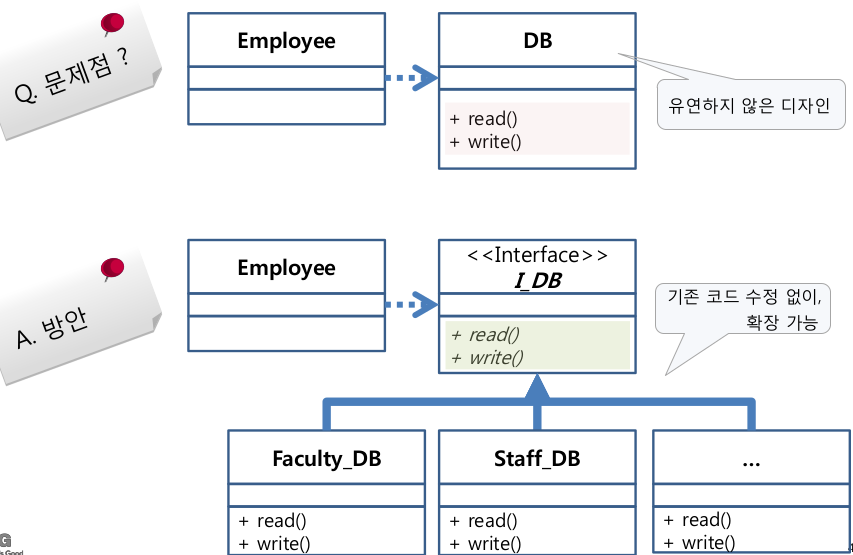 Q. 문제점 ?
Employee
DB
+ read()
+ write()
유연하지 않은 디자인
A. 방안
Employee
<<Interface>>
I_DB
+ read()
+ write()
기존 코드 수정 없이,
확장 가능
Faculty_DB
+ read()
+ write()
Staff_DB
+ read()
+ write()
...
+ read()
+ write()
G
's Good